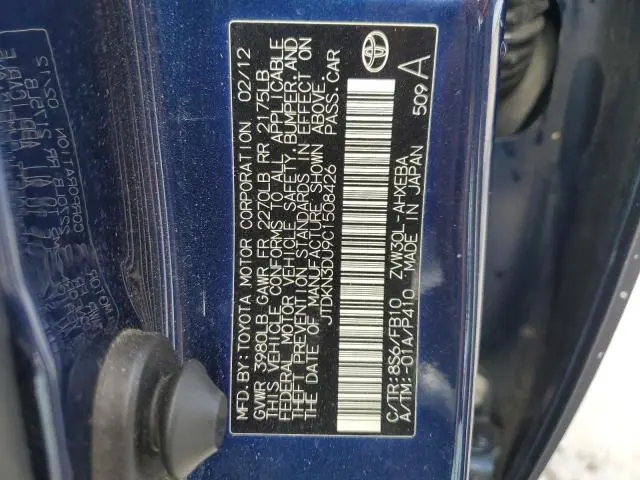 MFD.BY:TOYOTA MOTOR CORPORATION 02/12
GVWR 3980LB GAWR FR 2270LB RR 2175LB
THIS VEHICLE CONFORMS TO ALL APPLICABLE
FEDERAL MOTOR VEHICLE SAFETY, BUMPER, AND
THEFT PREVENTION STANDARDS IN EFFECT ON
THE DATE OF MANUFACTURE SHOWN ABOVE.
JTDKN3DU9C1508426 PASS.CAR
C/TR:8S6/FB10 ZVW30L-AHXEBA
A/TM:-01A/P410 MADE IN JAPAN 509 A